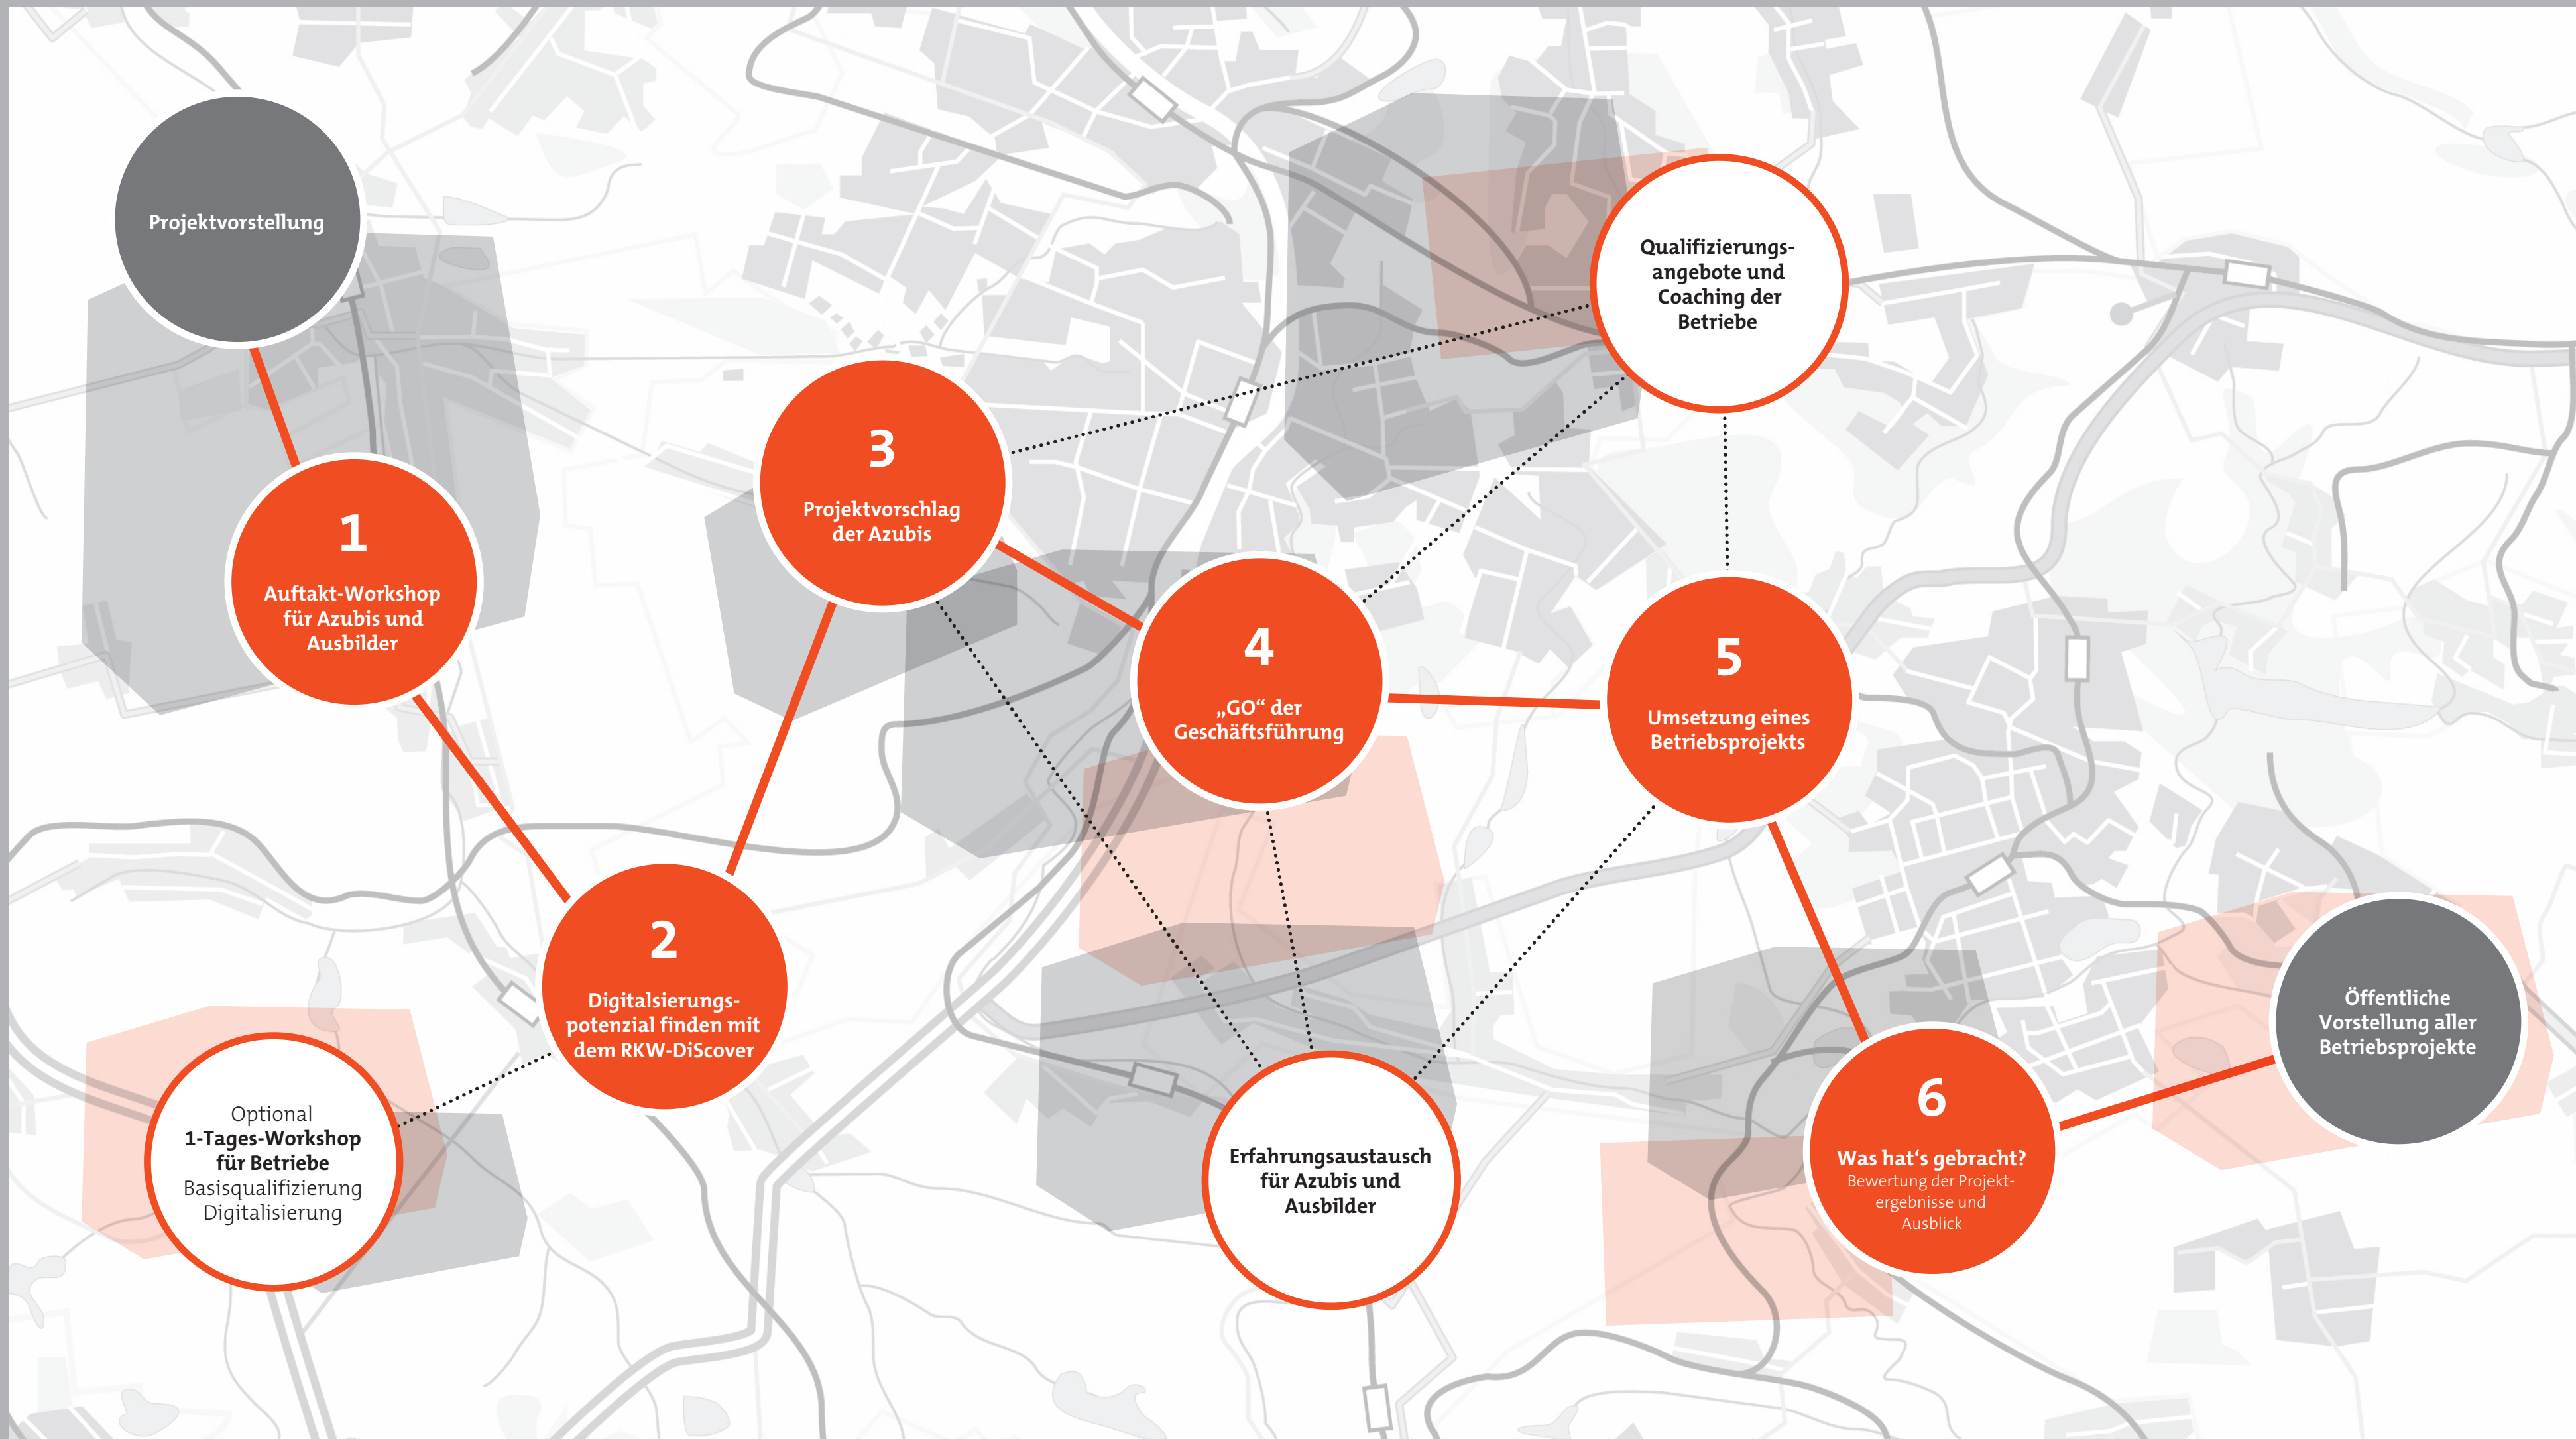 Projektvorstellung
1
Auftakt-Workshop
für Azubis und
Ausbilder
2
Digitalsierungs-
potenzial finden mit
dem RKW-DiScover
Optional
1-Tages-Workshop
für Betriebe
Basisqualifizierung
Digitalisierung
3
Projektvorschlag
der Azubis
4
„GO“ der
Geschäftsführung
Qualifizierungs-
angebote und
Coaching der
Betriebe
5
Umsetzung eines
Betriebsprojekts
Erfahrungsaustausch
für Azubis und
Ausbilder
6
Was hat‘s gebracht?
Bewertung der Projekt-
ergebnisse und
Ausblick
Öffentliche
Vorstellung aller
Betriebsprojekte